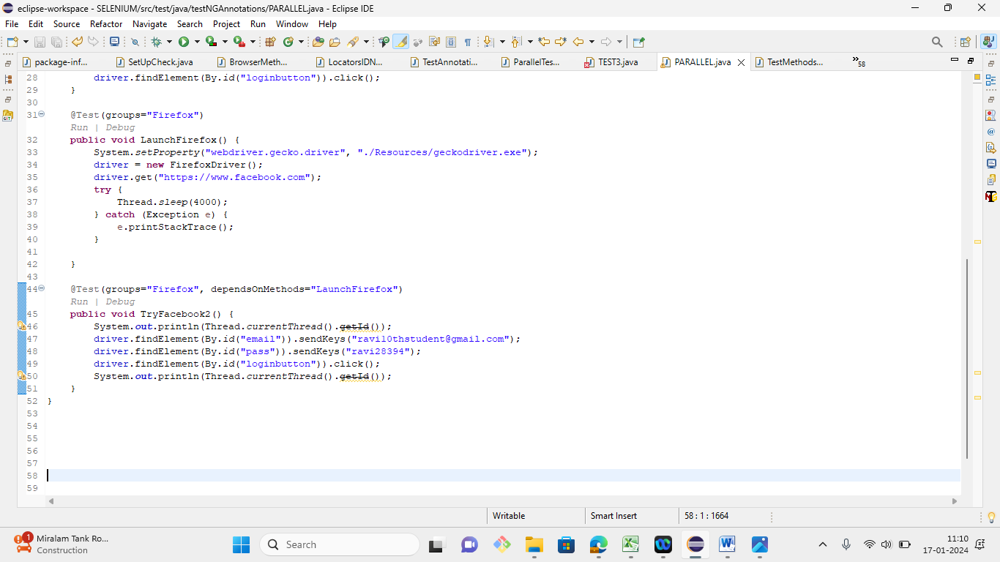 eclipse-workspace - SELENIUM/src/test/java/testNGAnnotations/PARALLEL.java - Eclipse IDE
File Edit Source Refactor Navigate Search Project Run Window Help
package-inf... SetUpCheck.java BrowserMeth... LocatorsIDN... TestAnnotati... ParallelTes... TEST3.java PARALLEL.java TestMethods... »58
28 driver.findElement(By.id("loginbutton")).click();
29 }
30
31 @Test(groups="Firefox")
Run | Debug
32 public void LaunchFirefox() {
33 System.setProperty("webdriver.gecko.driver", "./Resources/geckodriver.exe");
34 driver = new FirefoxDriver();
35 driver.get("https://www.facebook.com");
36 try {
37 Thread.sleep(4000);
38 } catch (Exception e) {
39 e.printStackTrace();
40 }
41
42 }
43
44 @Test(groups="Firefox", dependsOnMethods="LaunchFirefox")
Run | Debug
45 public void TryFacebook2() {
46 System.out.println(Thread.currentThread().getId());
47 driver.findElement(By.id("email")).sendKeys("ravi10thstudent@gmail.com");
48 driver.findElement(By.id("pass")).sendKeys("ravi28394");
49 driver.findElement(By.id("loginbutton")).click();
50 System.out.println(Thread.currentThread().getId());
51 }
52 }
53
54
55
56
57
58
59
Writable Smart Insert 58 : 1 : 1664
1 Miralam Tank Ro...
Construction
Search
11:10
17-01-2024